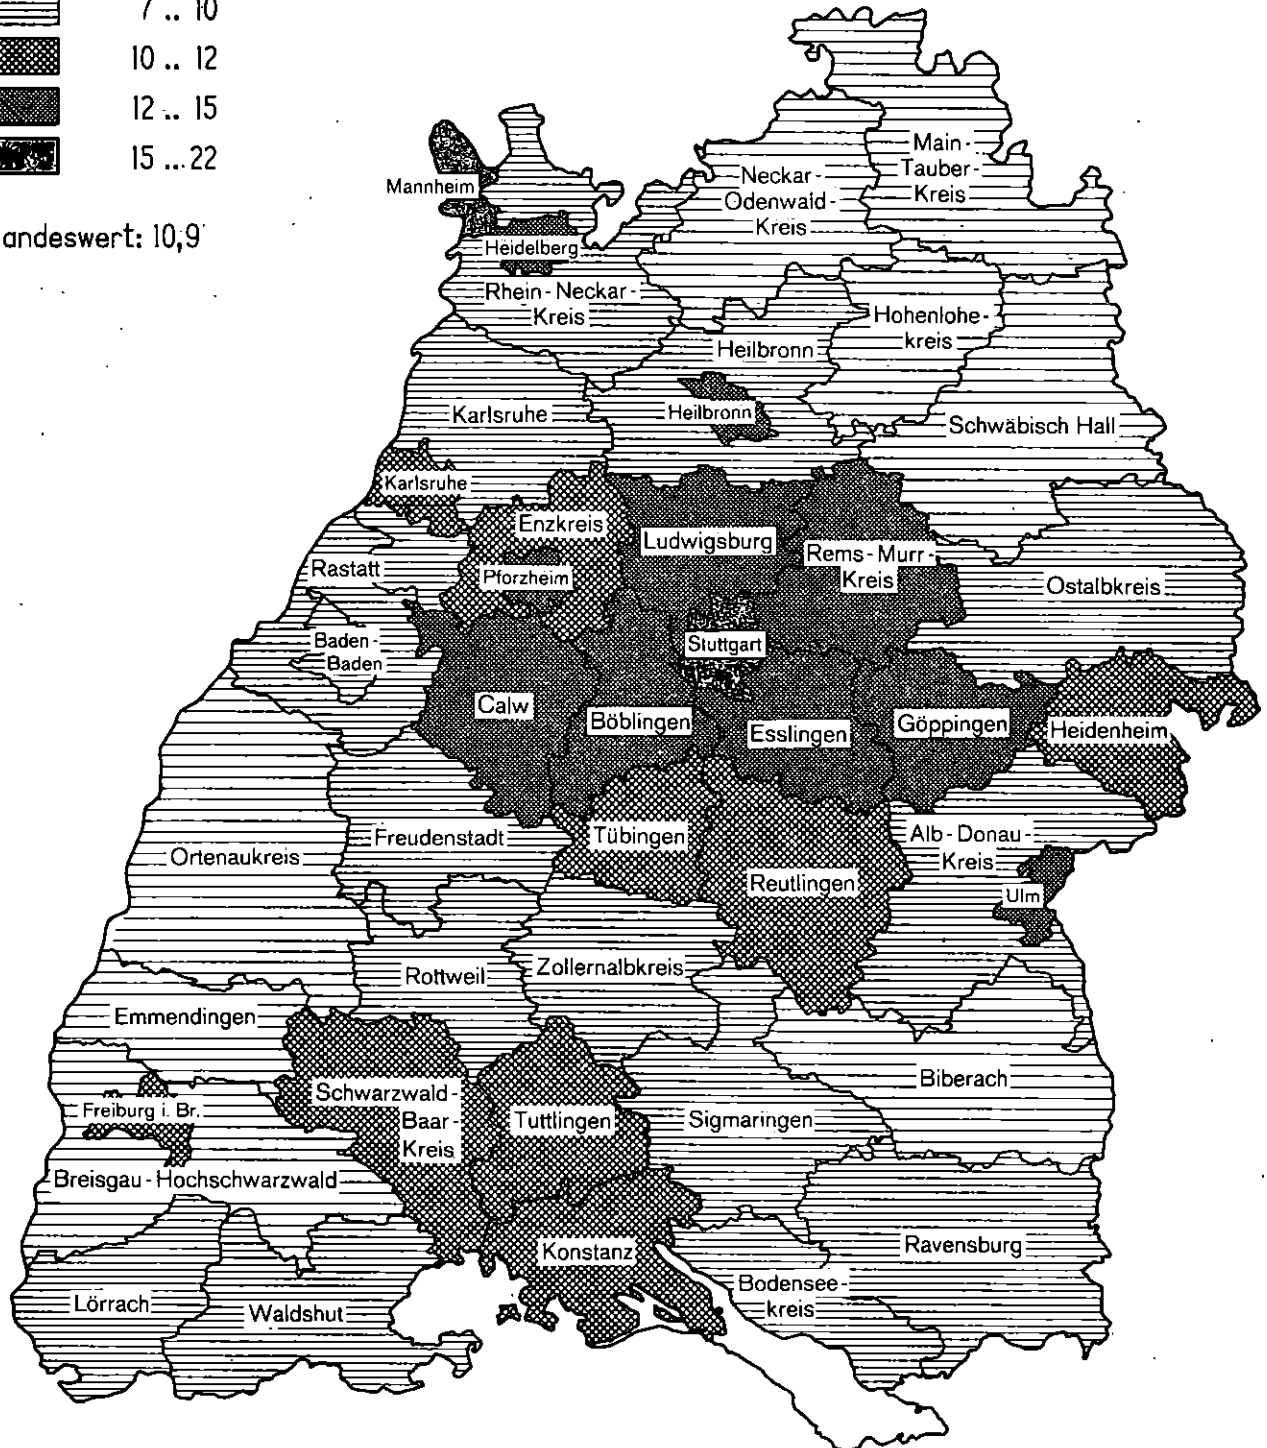 7 .. 10
10 .. 12
12 .. 15
15 ... 22
andeswert: 10,9
Main-
Tauber-
Kreis
Neckar-
Odenwald-
Kreis
Mannheim
Heidelberg
Rhein-Neckar-
Kreis
Hohenlohe-
kreis
Heilbronn
Karlsruhe
Heilbronn
Schwäbisch Hall
Karlsruhe
Enzkreis
Ludwigsburg
Rems-Murr-
Kreis
Rastatt
Pforzheim
Ostalbkreis
Baden-
Baden
Stuttgart
Calw
Böblingen
Esslingen
Göppingen
Heidenheim
Freudenstadt
Tübingen
Alb-Donau-
Kreis
Ortenaukreis
Reutlingen
Ulm
Rottweil
Zollernalbkreis
Emmendingen
Biberach
Schwarzwald-
Baar-
Kreis
Freiburg i. Br.
Tuttlingen
Sigmaringen
Breisgau-Hochschwarzwald
Konstanz
Ravensburg
Bodensee-
kreis
Lörrach
Waldshut